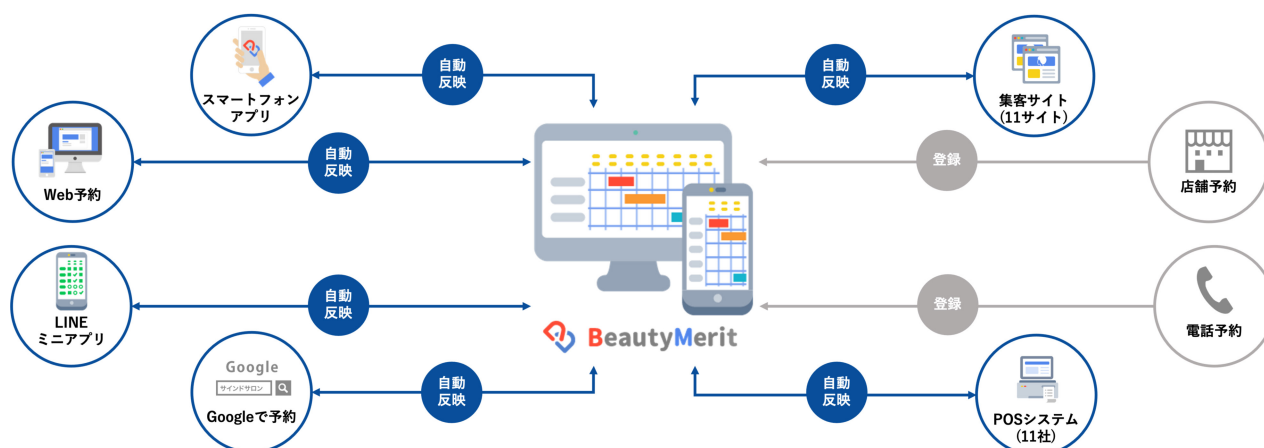 スマートフォン
アプリ
自動
反映
自動
反映
集客サイト
(11サイト)
Web予約
自動
反映
登録
店舗予約
LINE
ミニアプリ
自動
反映
登録
電話予約
BeautyMerit
Google
サインドサロン
Googleで予約
自動
反映
自動
反映
POSシステム
(11社)